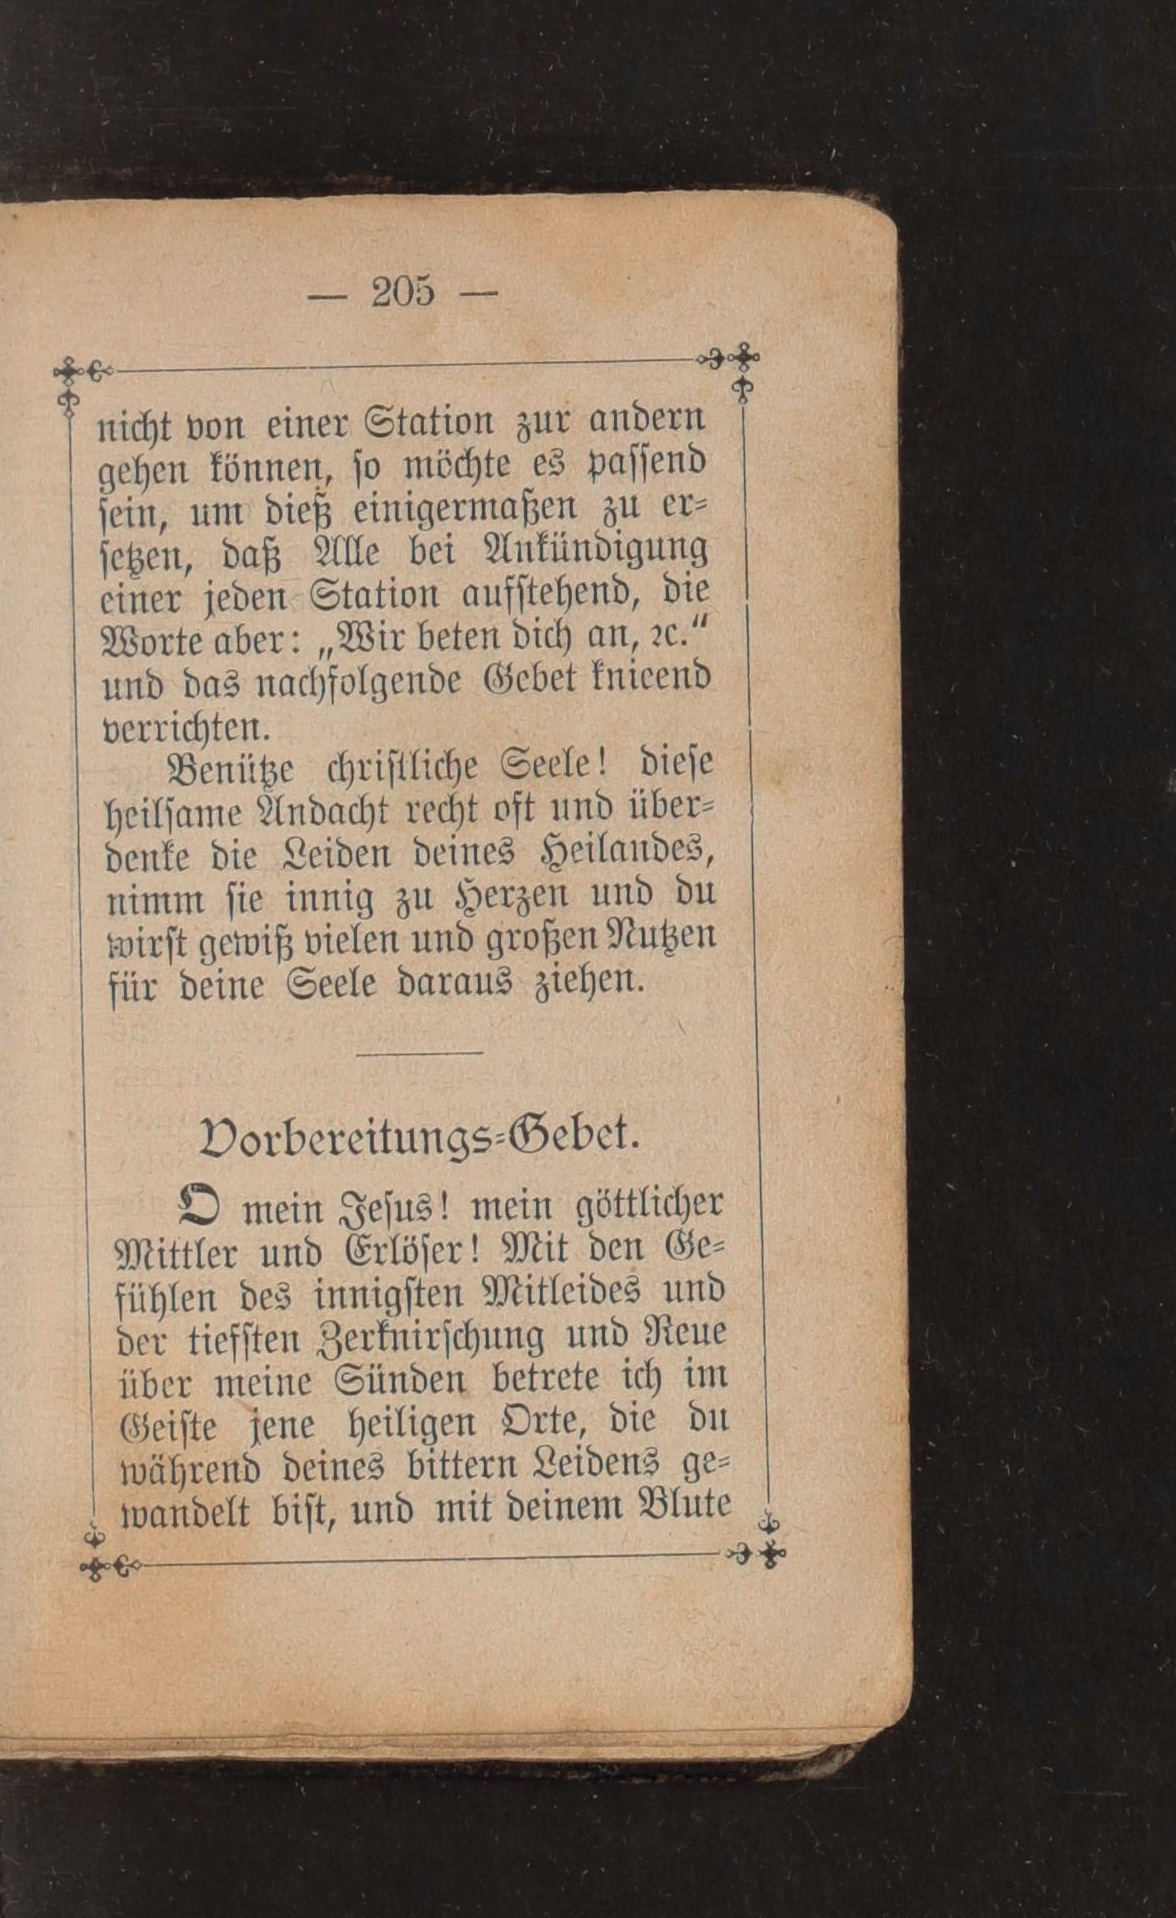 — 205 —
nicht von einer Station zur andern
gehen können, so möchte es passend
sein, um dieß einigermaßen zu er-
setzen, daß Alle bei Ankündigung
einer jeden Station aufstehend, die
Worte aber: „Wir beten dich an, ꝛc.“
und das nachfolgende Gebet knieend
verrichten.
Benütze christliche Seele! diese
heilsame Andacht recht oft und über-
denke die Leiden deines Heilandes,
nimm sie innig zu Herzen und du
wirst gewiß vielen und großen Nutzen
für deine Seele daraus ziehen.
Vorbereitungs-Gebet.
O mein Jesus! mein göttlicher
Mittler und Erlöser! Mit den Ge-
fühlen des innigsten Mitleides und
der tiefsten Zerknirschung und Reue
über meine Sünden betrete ich im
Geiste jene heiligen Orte, die du
während deines bittern Leidens ge-
wandelt bist, und mit deinem Blute